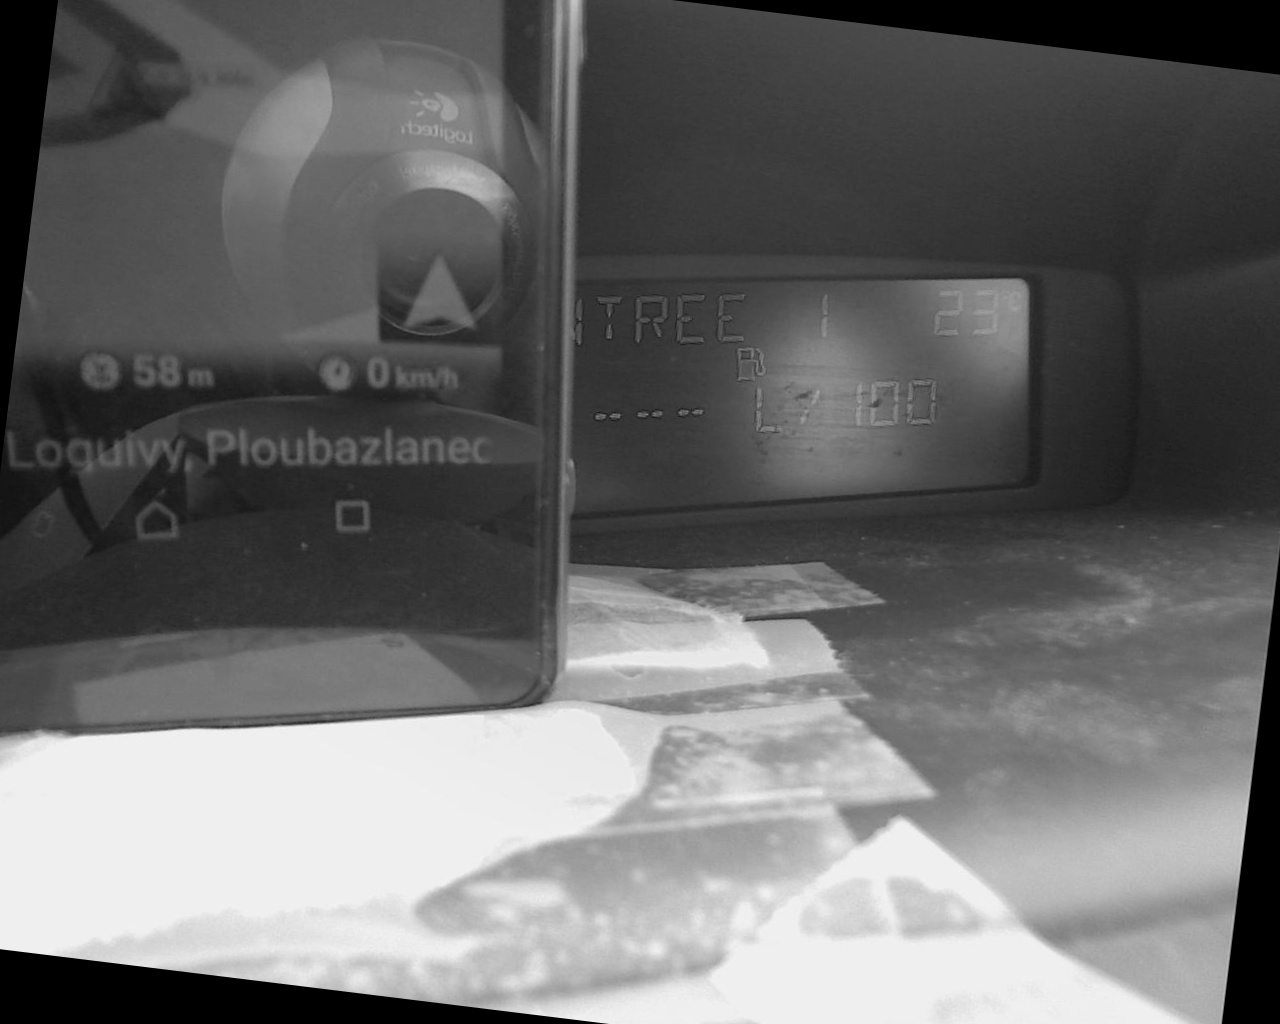 Logitech
58 m 0 km/h
Loguivy, Ploubazlanec
NTREE 1 23°C
---- L/100